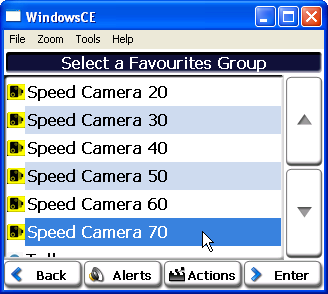 WindowsCE
File Zoom Tools Help
Select a Favourites Group
Speed Camera 20
Speed Camera 30
Speed Camera 40
Speed Camera 50
Speed Camera 60
Speed Camera 70
Back Alerts Actions Enter